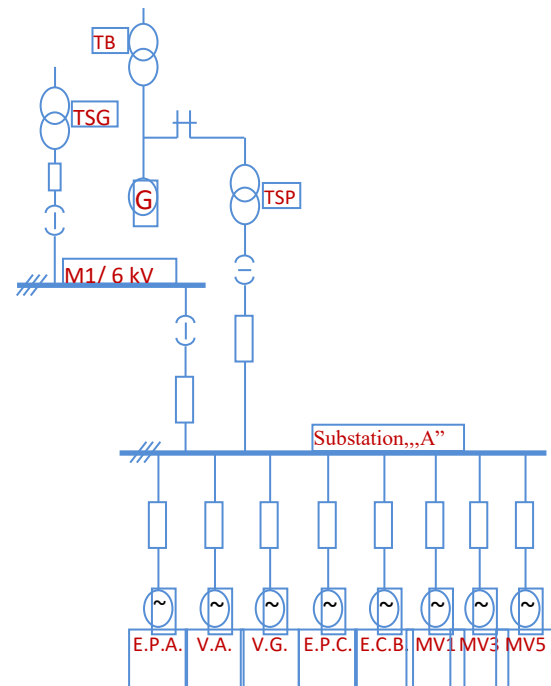 TB
TSG
G
TSP
M1/ 6 kV
Substation,,,A”
~ ~ ~ ~ ~ ~ ~ ~
E.P.A. V.A. V.G. E.P.C. E.C.B. MV1 MV3 MV5